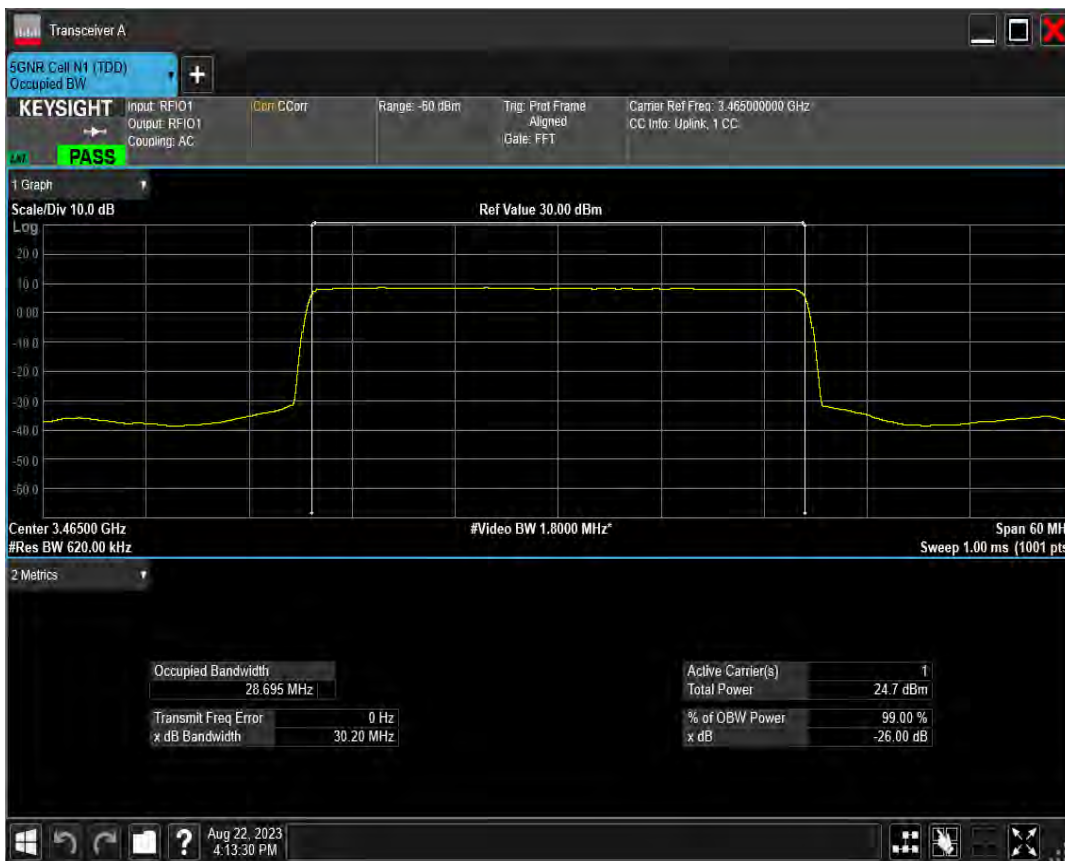 Transceiver A
5GNR Cell N1 (TDD)
Occupied BW
+
KEYSIGHT
Input: RFIO1
Output: RFIO1
Coupling: AC
Corr CCorr
Range: -60 dBm
Trig: Prot Frame
Aligned
Gate: FFT
Carrier Ref Freq: 3.465000000 GHz
CC Info: Uplink, 1 CC
PASS
1 Graph
Scale/Div 10.0 dB
Ref Value 30.00 dBm
Log
20.0
10.0
0.00
-10.0
-20.0
-30.0
-40.0
-50.0
-60.0
Center 3.46500 GHz
#Video BW 1.8000 MHz*
Span 60 MH
#Res BW 620.00 kHz
Sweep 1.00 ms (1001 pts
2 Metrics
Occupied Bandwidth
28.695 MHz
Transmit Freq Error 0 Hz
x dB Bandwidth 30.20 MHz
Active Carrier(s) 1
Total Power 24.7 dBm
% of OBW Power 99.00 %
x dB -26.00 dB
?
Aug 22, 2023
4:13:30 PM